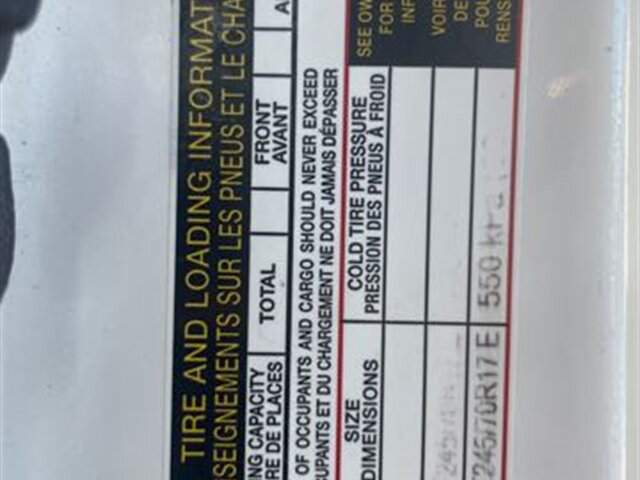 TIRE AND LOADING INFORMAT
SEIGNEMENTS SUR LES PNEUS ET LE CHA
NG CAPACITY
RE DE PLACES
TOTAL
FRONT
AVANT
OF OCCUPANTS AND CARGO SHOULD NEVER EXCEED
CUPANTS ET DU CHARGEMENT NE DOIT JAMAIS DÉPASSER
SIZE
DIMENSIONS
COLD TIRE PRESSURE
PRESSION DES PNEUS À FROID
SEE OW
FOR
INF
VOIR
DE
POU
RENS
245/70R17 E
550 kPa